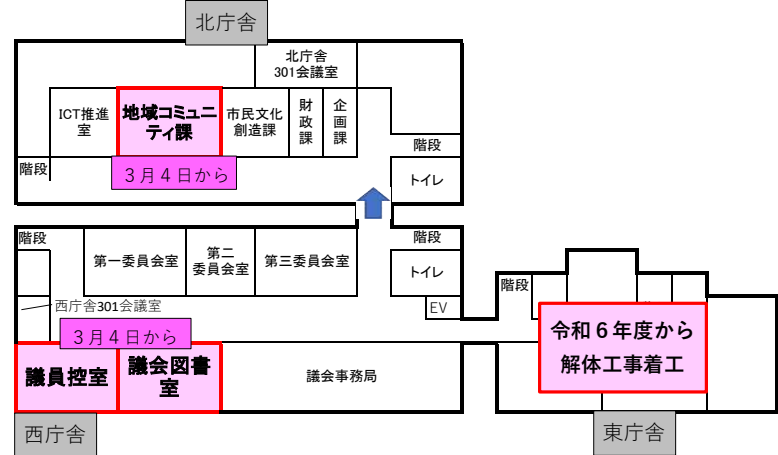 北庁舎
北庁舎
301会議室
ICT推進
室
地域コミュニ
ティ課
市民文化
創造課
財
政
課
企
画
課
階段
階段
トイレ
3月4日から
階段
階段
第一委員会室
第二
委員会室
第三委員会室
トイレ
階段
西庁舎301会議室
EV
3月4日から
令和6年度から
解体工事着工
議員控室
議会図書
室
議会事務局
西庁舎
東庁舎